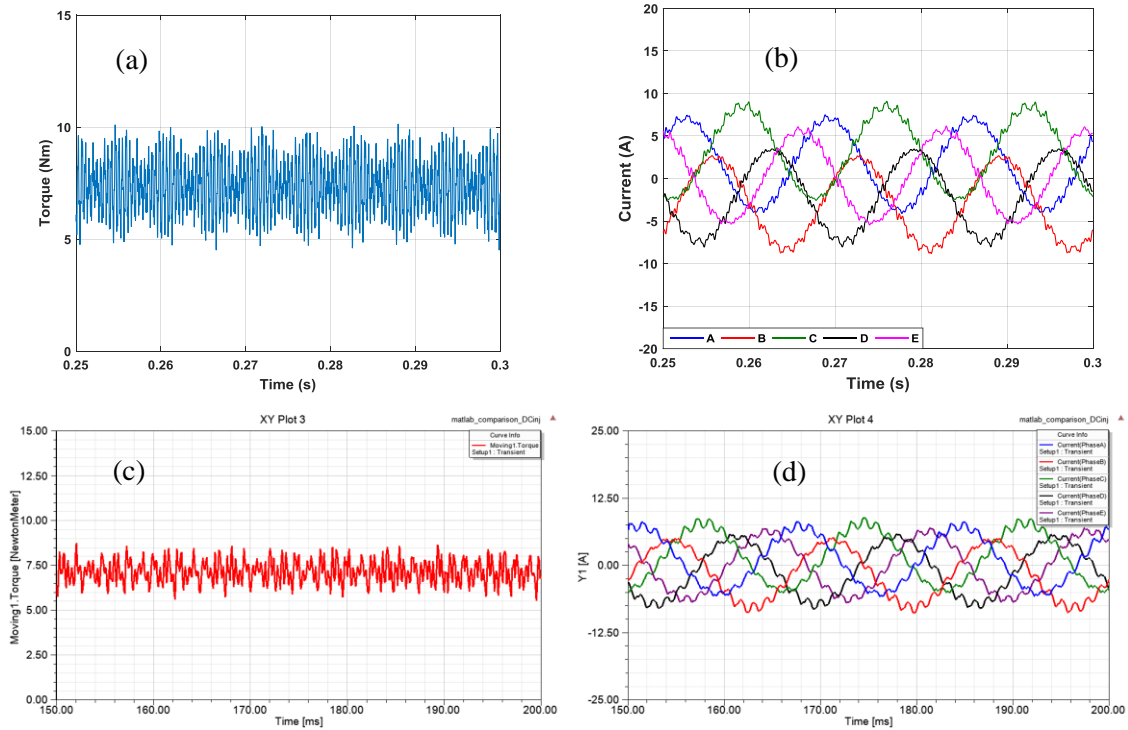 15
(a)
10
5
0
Torque (Nm)
0.25 0.26 0.27 0.28 0.29 0.3
Time (s)
20
(b)
15
10
5
0
-5
-10
-15
-20
Current (A)
A B C D E
0.25 0.26 0.27 0.28 0.29 0.3
Time (s)
XY Plot 3
matlab_comparison_DCinj
15.00
Curve Info
Moving1.Torque
Setup1 : Transient
(c)
12.50
10.00
7.50
5.00
2.50
0.00
Moving1.Torque [NewtonMeter]
150.00 160.00 170.00 180.00 190.00 200.00
Time [ms]
XY Plot 4
matlab_comparison_DCinj
25.00
Curve Info
Current(PhaseA)
Setup1 : Transient
Current(PhaseB)
Setup1 : Transient
Current(PhaseC)
Setup1 : Transient
Current(PhaseD)
Setup1 : Transient
Current(PhaseE)
Setup1 : Transient
(d)
12.50
0.00
-12.50
-25.00
Y1 [A]
150.00 160.00 170.00 180.00 190.00 200.00
Time [ms]